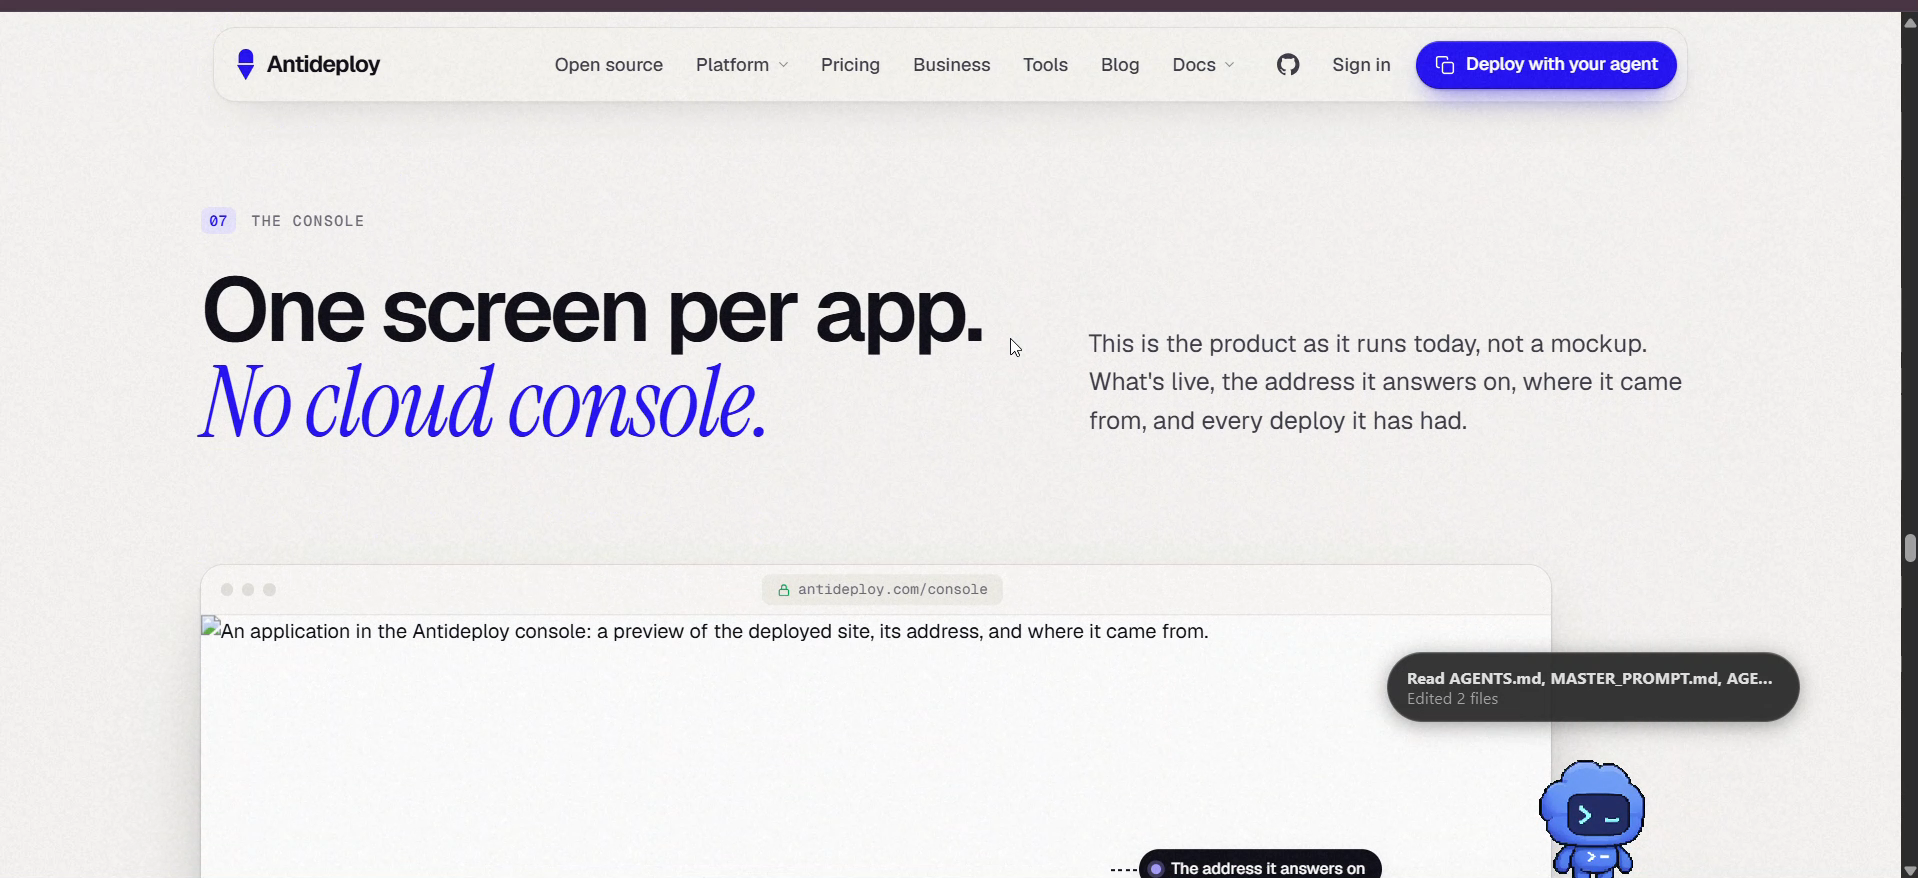 Antideploy
Open source
Platform
Pricing
Business
Tools
Blog
Docs
Sign in
Deploy with your agent
07 THE CONSOLE
One screen per app.
No cloud console.
This is the product as it runs today, not a mockup.
What's live, the address it answers on, where it came
from, and every deploy it has had.
antideploy.com/console
An application in the Antideploy console: a preview of the deployed site, its address, and where it came from.
Read AGENTS.md, MASTER_PROMPT.md, AGE...
Edited 2 files
The address it answers on